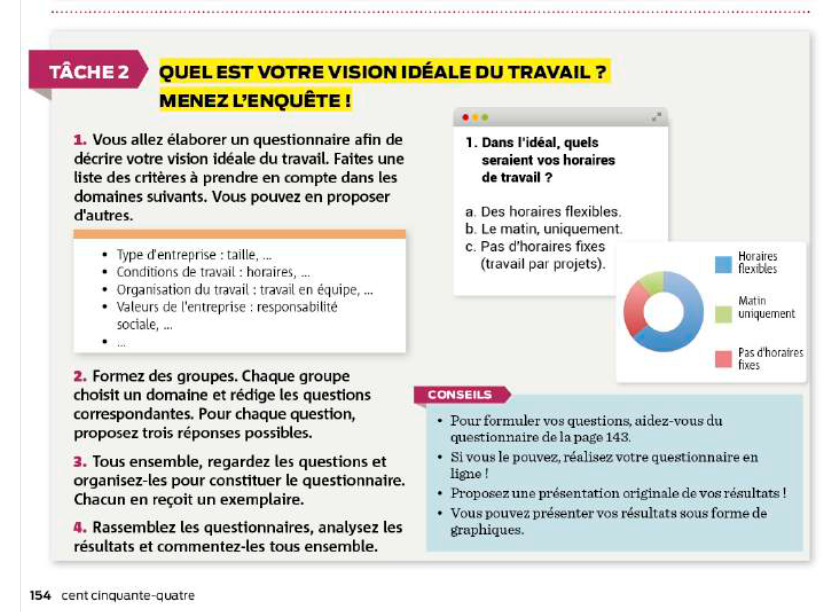 TÂCHE 2
QUEL EST VOTRE VISION IDÉALE DU TRAVAIL ?
MENEZ L'ENQUÊTE !
1. Vous allez élaborer un questionnaire afin de
décrire votre vision idéale du travail. Faites une
liste des critères à prendre en compte dans les
domaines suivants. Vous pouvez en proposer
d'autres.
• Type d'entreprise : taille, ...
• Conditions de travail : horaires, ...
• Organisation du travail : travail en équipe, ...
• Valeurs de l'entreprise : responsabilité
sociale, ...
• ...
2. Formez des groupes. Chaque groupe
choisit un domaine et rédige les questions
correspondantes. Pour chaque question,
proposez trois réponses possibles.
3. Tous ensemble, regardez les questions et
organisez-les pour constituer le questionnaire.
Chacun en reçoit un exemplaire.
4. Rassemblez les questionnaires, analysez les
résultats et commentez-les tous ensemble.
1. Dans l'idéal, quels
seraient vos horaires
de travail ?
a. Des horaires flexibles.
b. Le matin, uniquement.
c. Pas d'horaires fixes
(travail par projets).
Horaires
flexibles
Matin
uniquement
Pas d'horaires
fixes
CONSEILS
• Pour formuler vos questions, aidez-vous du
questionnaire de la page 143.
• Si vous le pouvez, réalisez votre questionnaire en
ligne !
• Proposez une présentation originale de vos résultats !
• Vous pouvez présenter vos résultats sous forme de
graphiques.
154 cent cinquante-quatre